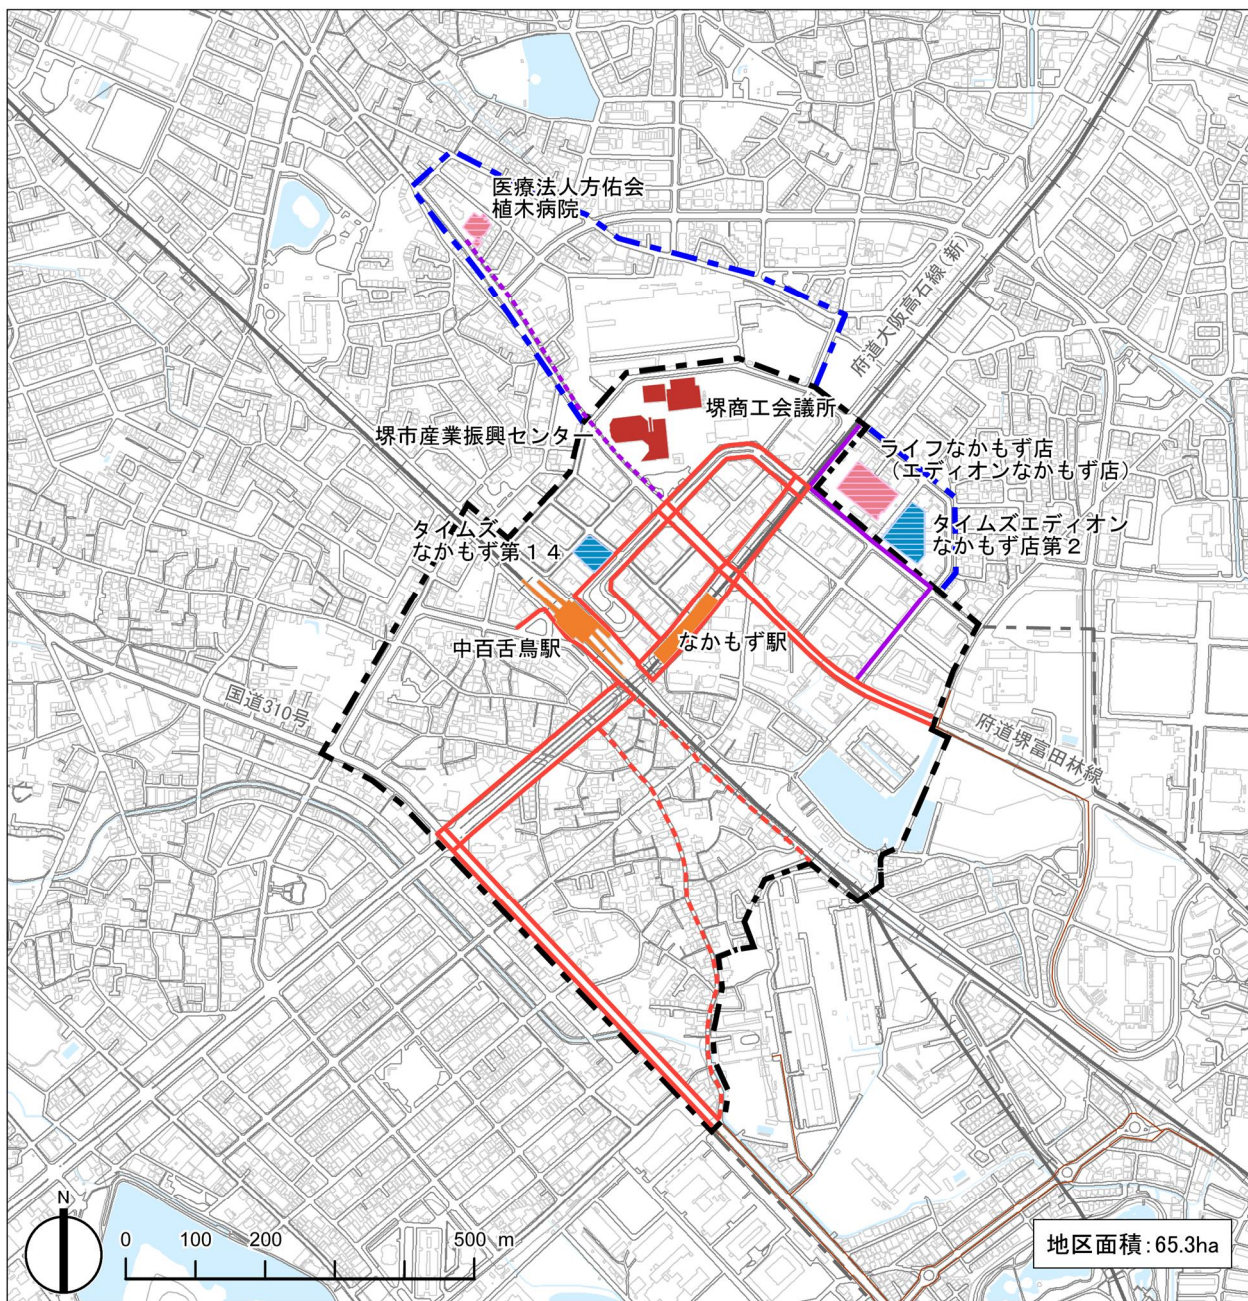 医療法人方佑会
植木病院
府道大阪高石線(新)
堺商工会議所
堺市産業振興センター
ライフなかもず店
（エディオンなかもず店）
タイムズ
なかもず第１４
タイムズエディオン
なかもず店第２
中百舌鳥駅
なかもず駅
国道310号
府道堺富田林線
N
0 100 200 500 m
地区面積:65.3ha